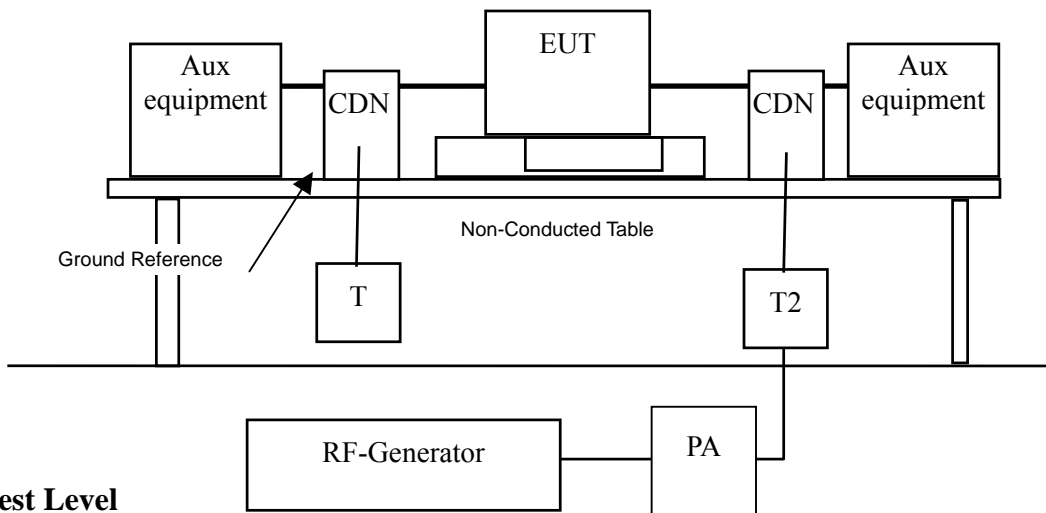 EUT
Aux
equipment
CDN
CDN
Aux
equipment
Non-Conducted Table
Ground Reference
T
T2
RF-Generator
PA
est Level